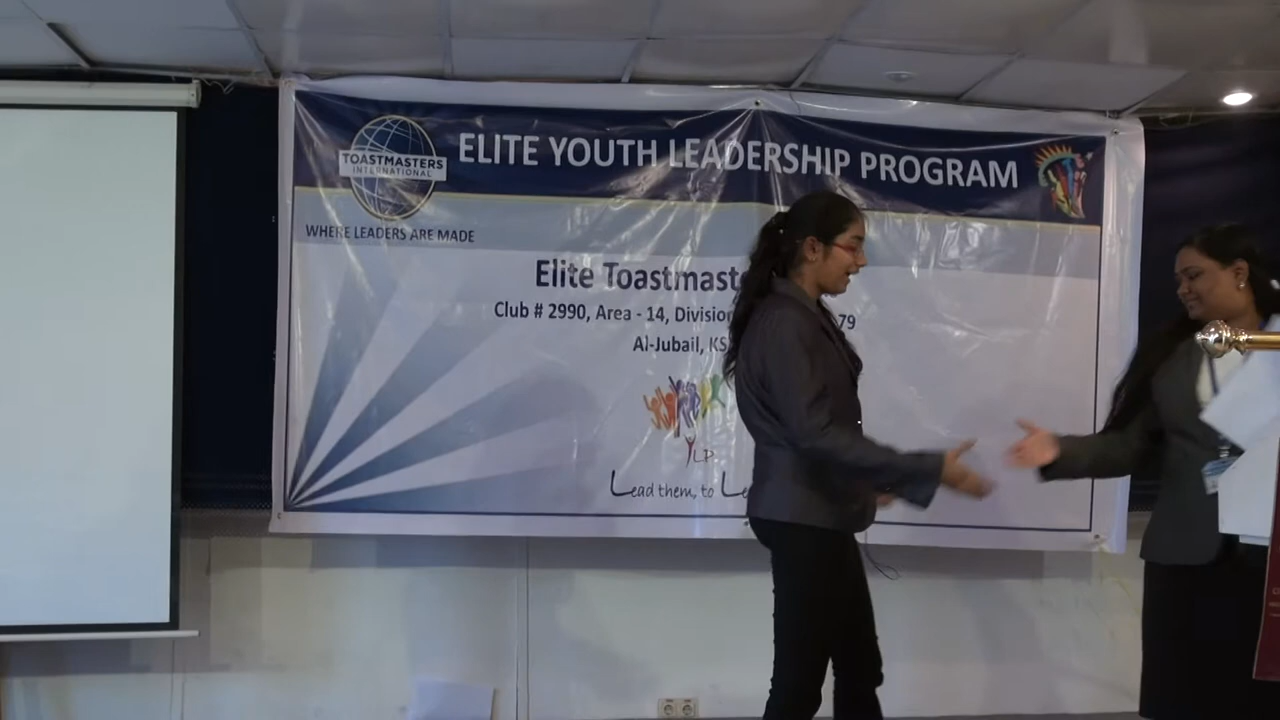 TOASTMASTERS
INTERNATIONAL
ELITE YOUTH LEADERSHIP PROGRAM
WHERE LEADERS ARE MADE
Elite Toastmaste
Club # 2990, Area - 14, Division 79
Al-Jubail, KS
YLP
Lead them, to Le